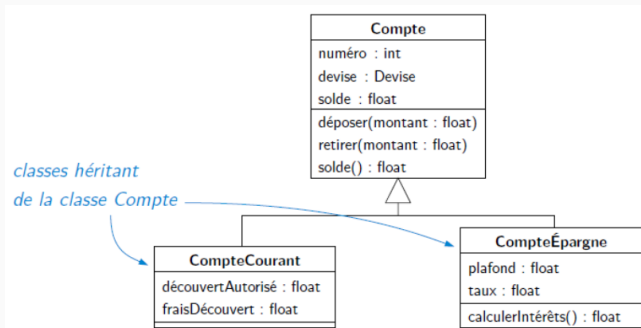 Compte
numéro : int
devise : Devise
solde : float
déposer(montant : float)
retirer(montant : float)
solde() : float
classes héritant
de la classe Compte
CompteCourant
découvertAutorisé : float
fraisDécouvert : float
CompteÉpargne
plafond : float
taux : float
calculerIntérêts() : float